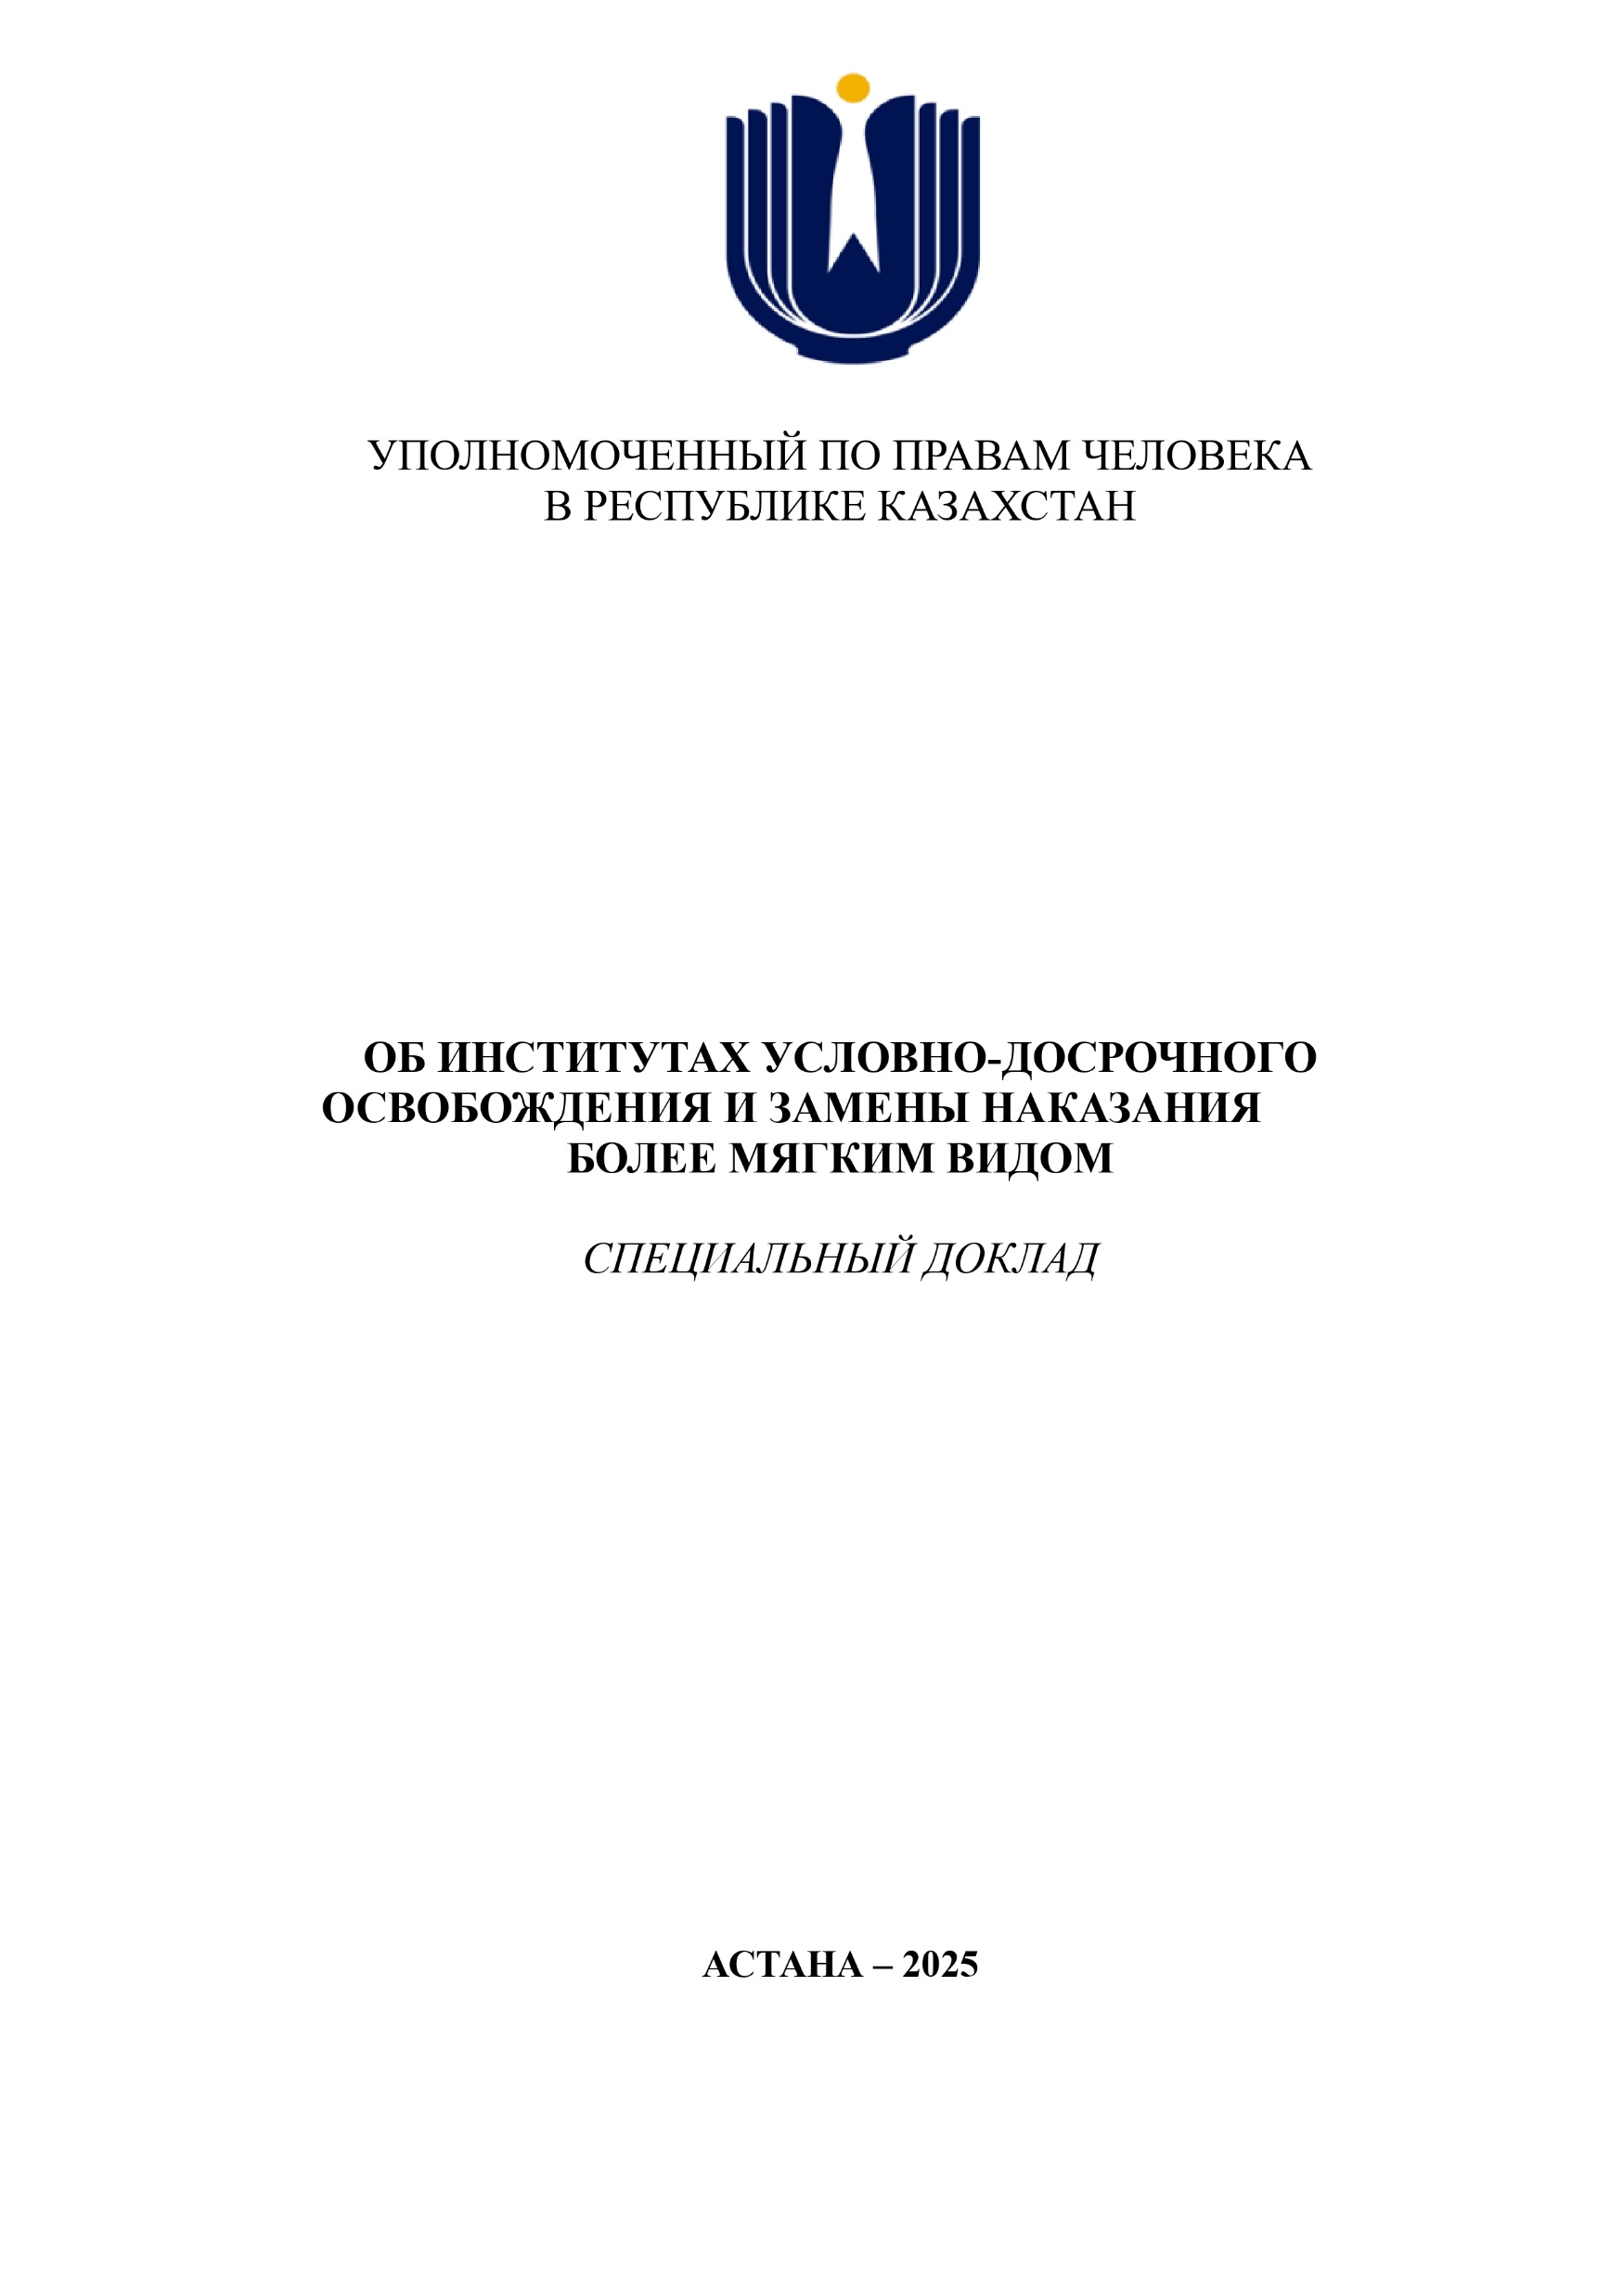 УПОЛНОМОЧЕННЫЙ ПО ПРАВАМ ЧЕЛОВЕКА
В РЕСПУБЛИКЕ КАЗАХСТАН
ОБ ИНСТИТУТАХ УСЛОВНО-ДОСРОЧНОГО
ОСВОБОЖДЕНИЯ И ЗАМЕНЫ НАКАЗАНИЯ
БОЛЕЕ МЯГКИМ ВИДОМ
СПЕЦИАЛЬНЫЙ ДОКЛАД
АСТАНА – 2025